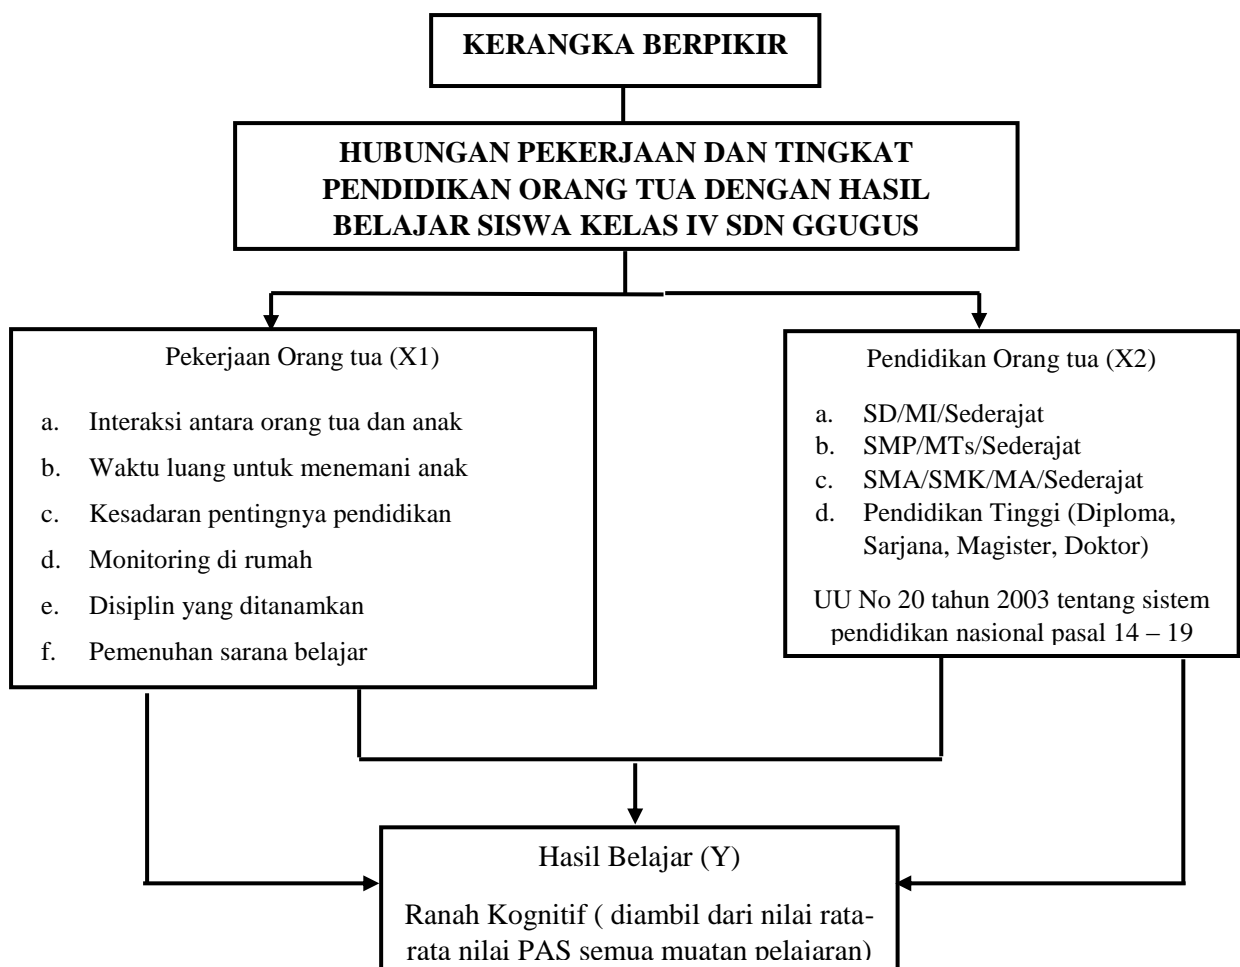 KERANGKA BERPIKIR
HUBUNGAN PEKERJAAN DAN TINGKAT
PENDIDIKAN ORANG TUA DENGAN HASIL
BELAJAR SISWA KELAS IV SDN GGUGUS
Pekerjaan Orang tua (X1)
a. Interaksi antara orang tua dan anak
b. Waktu luang untuk menemani anak
c. Kesadaran pentingnya pendidikan
d. Monitoring di rumah
e. Disiplin yang ditanamkan
f. Pemenuhan sarana belajar
Pendidikan Orang tua (X2)
a. SD/MI/Sederajat
b. SMP/MTs/Sederajat
c. SMA/SMK/MA/Sederajat
d. Pendidikan Tinggi (Diploma,
Sarjana, Magister, Doktor)
UU No 20 tahun 2003 tentang sistem
pendidikan nasional pasal 14 – 19
Hasil Belajar (Y)
Ranah Kognitif ( diambil dari nilai rata-
rata nilai PAS semua muatan pelajaran)